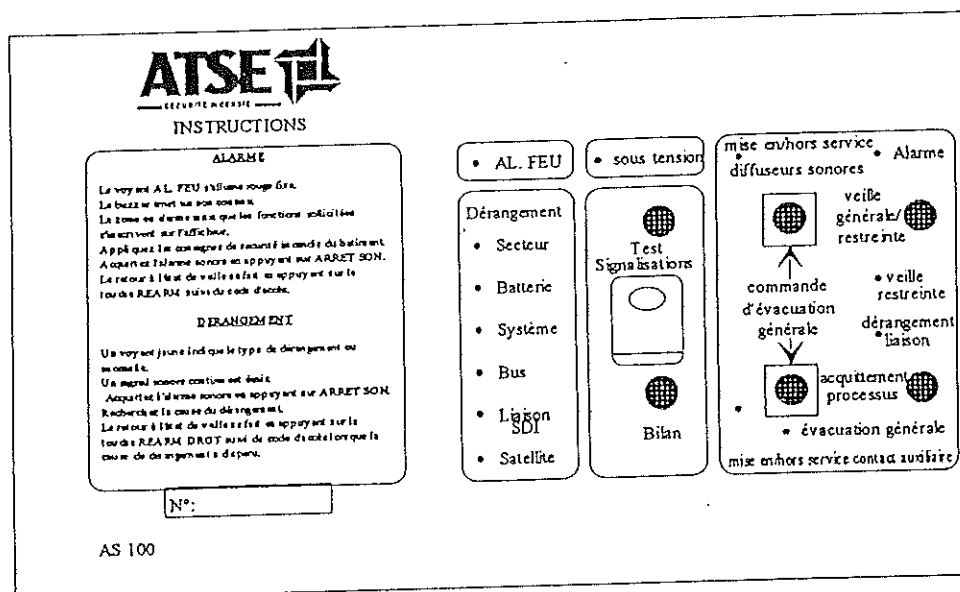 ATSE
SECURITE INCENDIE
INSTRUCTIONS
ALARME
Le voyant AL. FEU s'allume rouge fixe.
Le buzzer émet un son continu.
La zone en alarme ainsi que les fonctions sollicitées
s'inscrivent sur l'afficheur.
Appliquez les consignes de sécurité incendie du batiment.
Acquittez l'alarme sonore en appuyant sur ARRET SON.
Le retour à l'état de veille se fait en appuyant sur la
touche REARM suivi du code d'accès.
DERANGEMENT
Un voyant jaune indique le type de dérangement ou
anomalie.
Un signal sonore continu est émis.
Acquittez l'alarme sonore en appuyant sur ARRET SON.
Recherchez la cause du dérangement.
Le retour à l'état de veille se fait en appuyant sur la
touche REARM DRGT suivi de code d'accès lorsque la
cause de dérangement a disparu.
N°:
AS 100
• AL. FEU
Dérangement
• Secteur
• Batterie
• Système
• Bus
• Liaison
SDI
• Satellite
• sous tension
Test
Signalisations
Bilan
mise en/hors service
diffuseurs sonores
• Alarme
veille
générale/
restreinte
commande
d'évacuation
générale
• veille
restreinte
dérangement
• liaison
acquittement
processus
• évacuation générale
mise en/hors service contact auxiliaire